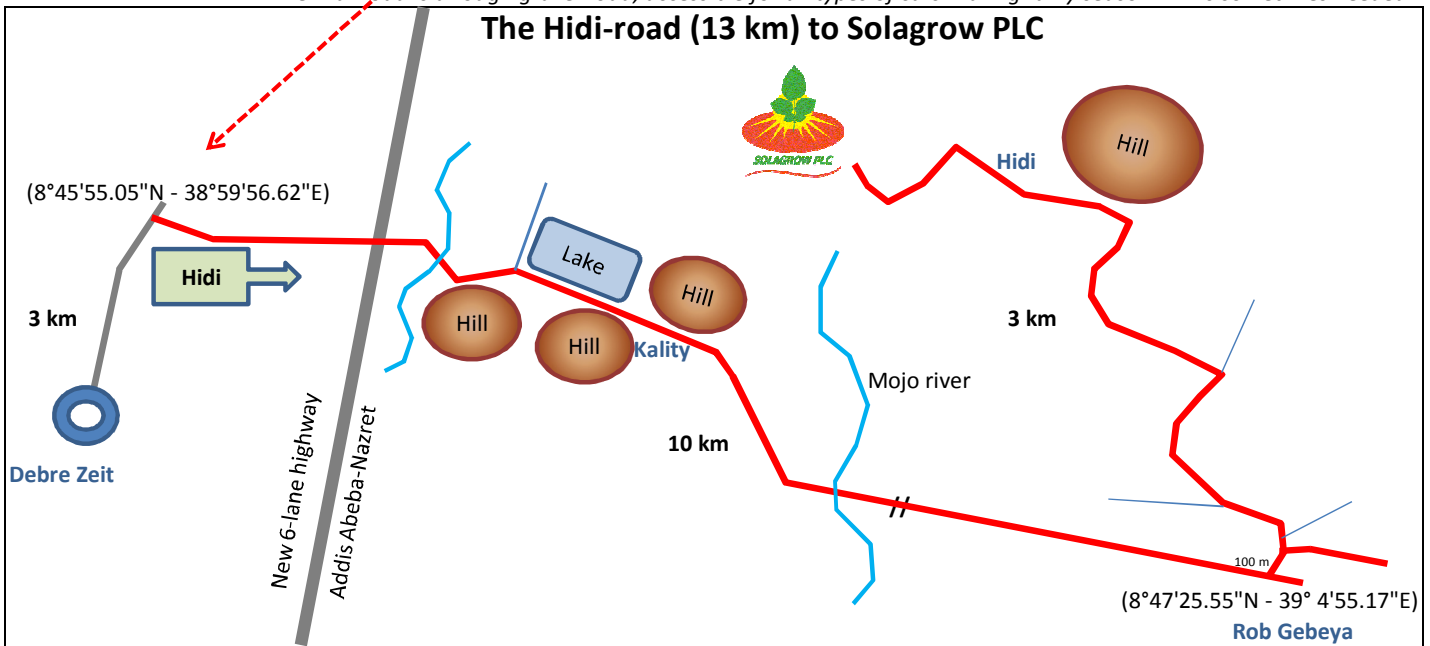 The Hidi-road (13 km) to Solagrow PLC
SOLAGROW PLC
Hill
Hidi
(8°45'55.05"N - 38°59'56.62"E)
Lake
Hidi
Hill
3 km
Hill
Hill
Kality
3 km
Mojo river
10 km
Debre Zeit
New 6-lane highway
Addis Abeba-Nazret
//
100 m
(8°47'25.55"N - 39° 4'55.17"E)
Rob Gebeya